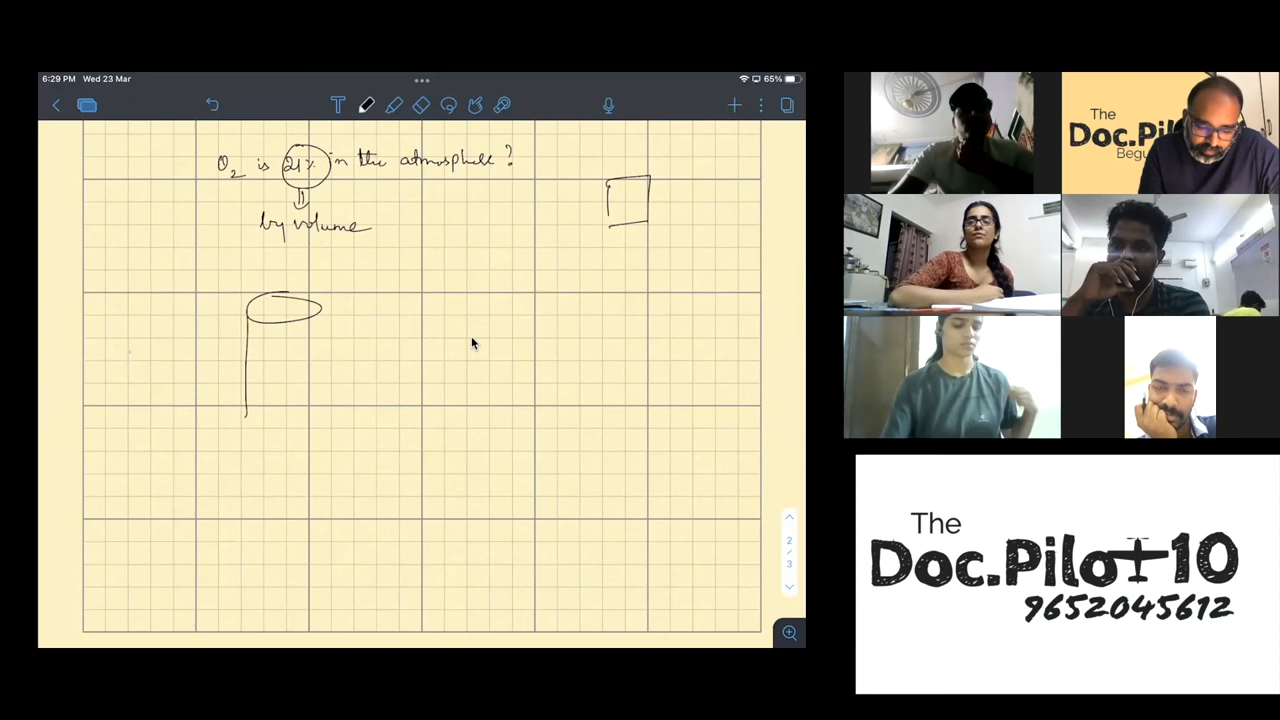 6:29 PM Wed 23 Mar
65%
O₂ is 21% in the atmosphere ?
by volume
T
2
/
3
The
Doc.Pil
Begu
The
Doc.Pilot10
9652045612